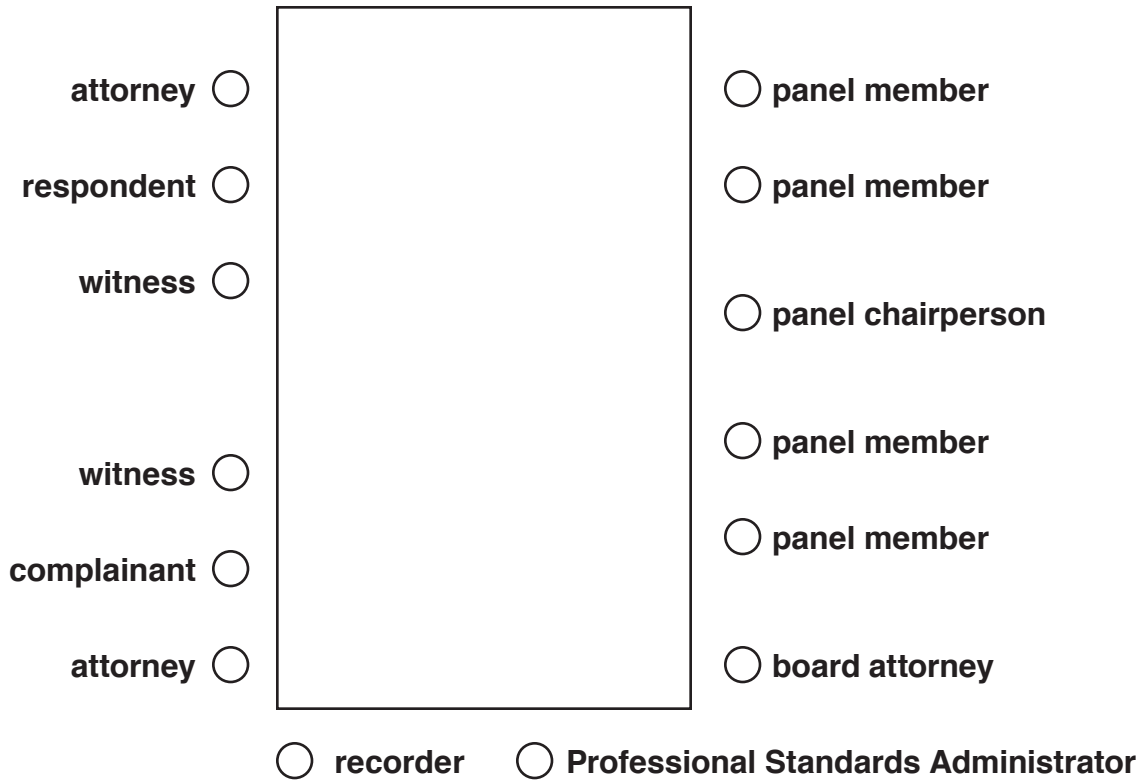 attorney
respondent
witness
witness
complainant
attorney
panel member
panel member
panel chairperson
panel member
panel member
board attorney
recorder
Professional Standards Administrator